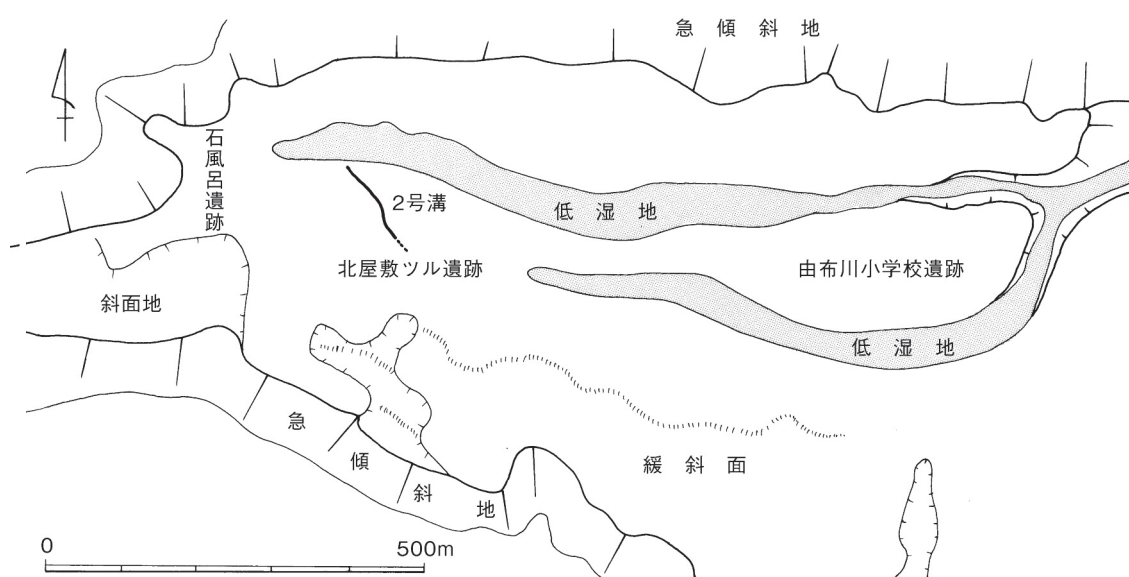 急傾斜地
石風呂遺跡
2号溝
低湿地
北屋敷ツル遺跡
由布川小学校遺跡
斜面地
低湿地
急傾斜地
緩斜面
0
500m